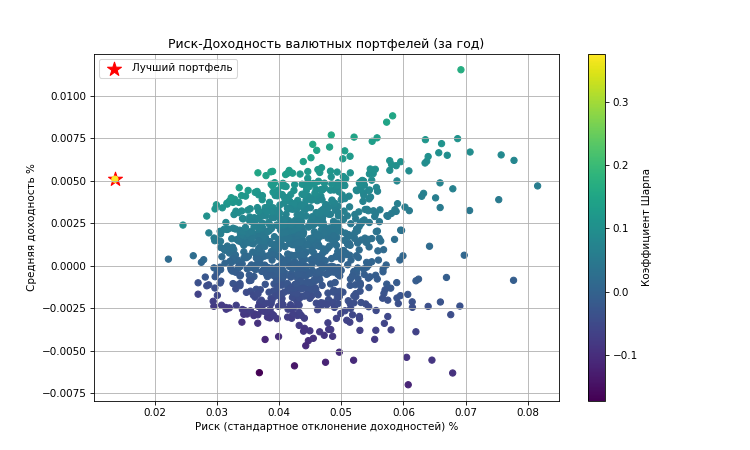 Риск-Доходность валютных портфелей (за год)
Лучший портфель
Средняя доходность %
0.0100
0.0075
0.0050
0.0025
0.0000
−0.0025
−0.0050
−0.0075
0.02 0.03 0.04 0.05 0.06 0.07 0.08
Риск (стандартное отклонение доходностей) %
0.3
0.2
0.1
0.0
−0.1
Коэффициент Шарпа